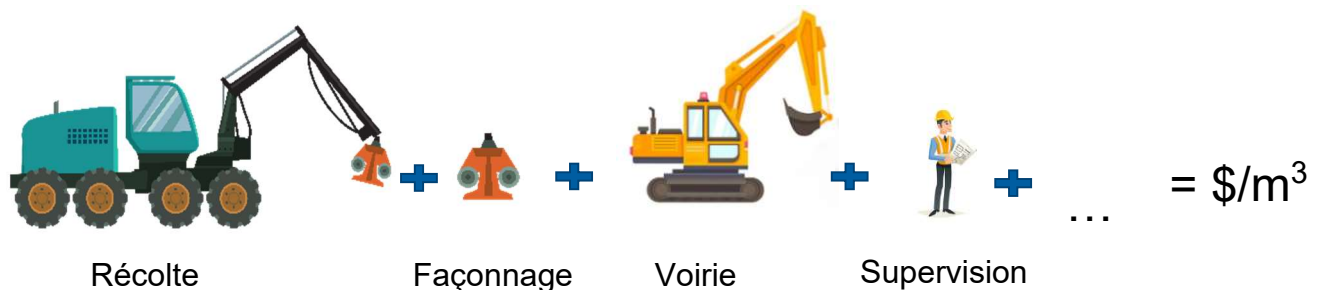 … = $/m³
Récolte Façonnage Voirie Supervision